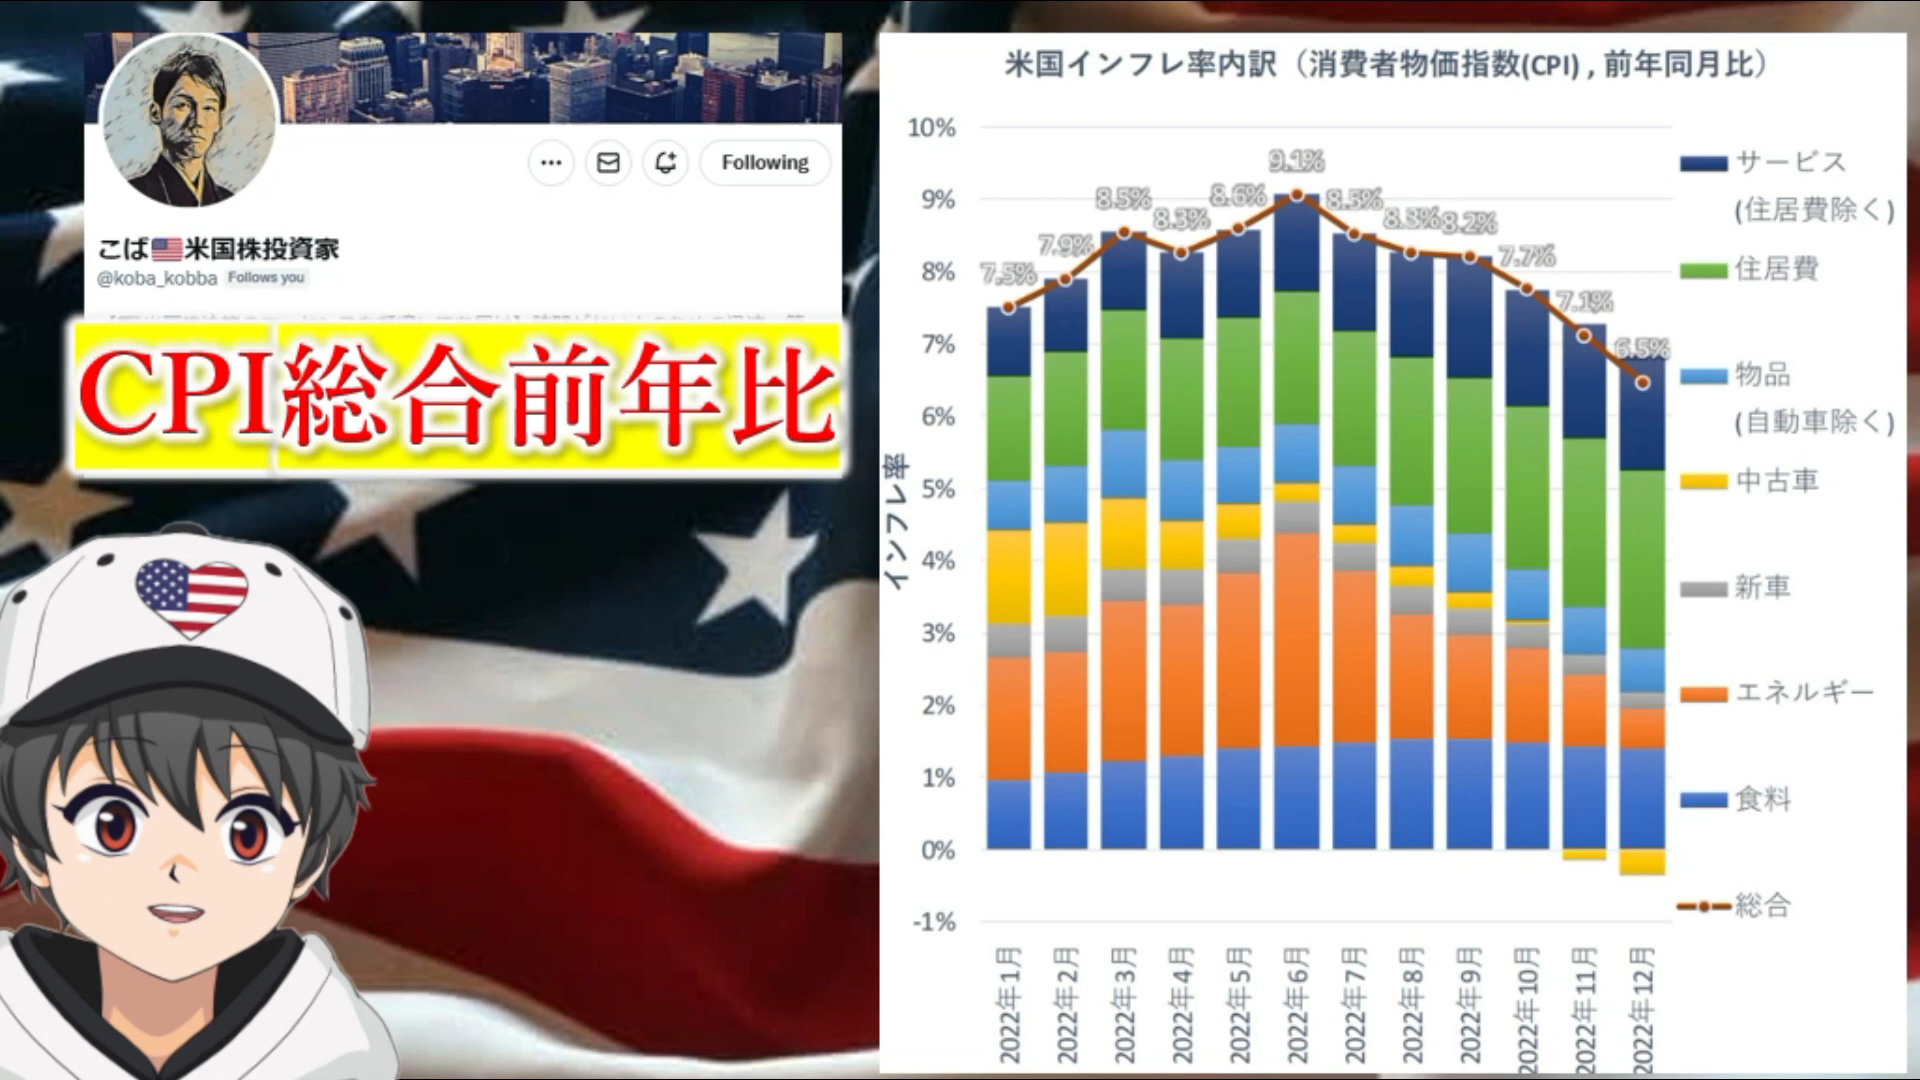 Following
こば🇺🇸米国株投資家
@koba_kobba Follows you
CPI総合前年比
米国インフレ率内訳（消費者物価指数(CPI) , 前年同月比）
インフレ率
10%
9%
8%
7%
6%
5%
4%
3%
2%
1%
0%
-1%
7.5%
7.9%
8.5%
8.3%
8.6%
9.1%
8.5%
8.3%
8.2%
7.7%
7.1%
6.5%
2022年1月
2022年2月
2022年3月
2022年4月
2022年5月
2022年6月
2022年7月
2022年8月
2022年9月
2022年10月
2022年11月
2022年12月
サービス
(住居費除く)
住居費
物品
(自動車除く)
中古車
新車
エネルギー
食料
総合